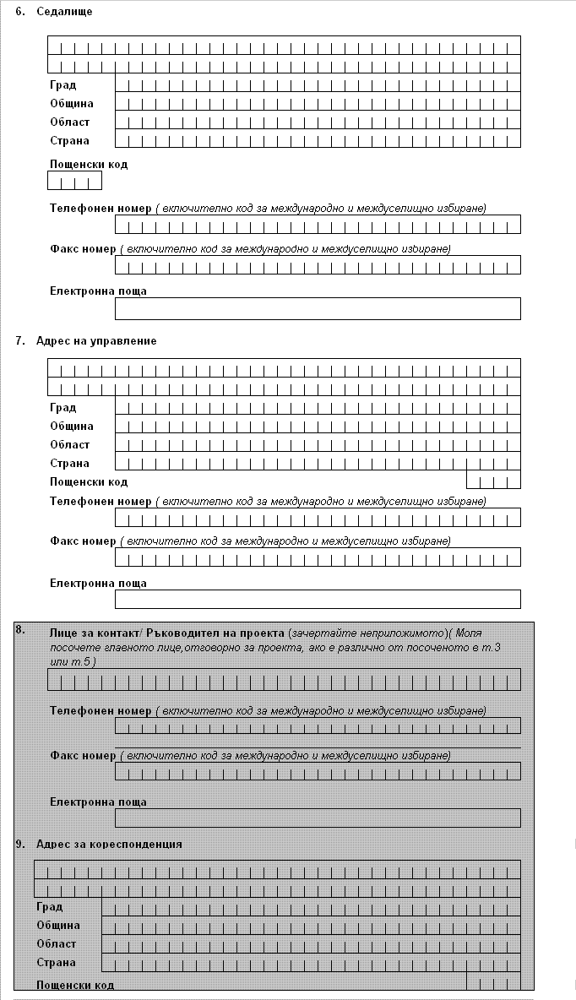 6. Седалище
Град
Община
Област
Страна
Пощенски код
Телефонен номер ( включително код за международно и междуселищно избиране)
Факс номер ( включително код за международно и междуселищно избиране)
Електронна поща
7. Адрес на управление
Град
Община
Област
Страна
Пощенски код
Телефонен номер ( включително код за международно и междуселищно избиране)
Факс номер ( включително код за международно и междуселищно избиране)
Електронна поща
8. Лице за контакт/ Ръководител на проекта (зачертайте неприложимото)( Моля
посочете главното лице,отговорно за проекта, ако е различно от посоченото в т.3
или т.5 )
Телефонен номер ( включително код за международно и междуселищно избиране)
Факс номер ( включително код за международно и междуселищно избиране)
Електронна поща
9. Адрес за кореспонденция
Град
Община
Област
Страна
Пощенски код